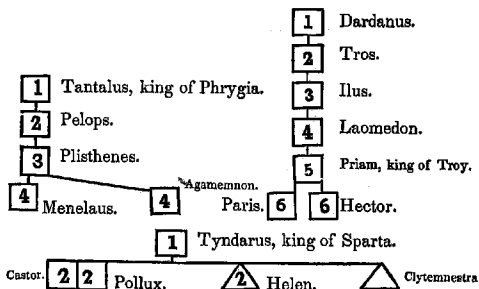 1 Dardanus.
2 Tros.
3 Ilus.
4 Laomedon.
5 Priam, king of Troy.
Paris. 6 6 Hector.
1 Tantalus, king of Phrygia.
2 Pelops.
3 Plisthenes.
4 Menelaus. 4 Agamemnon.
1 Tyndarus, king of Sparta.
Castor. 2 2 Pollux. 2 Helen. Clytemnestra